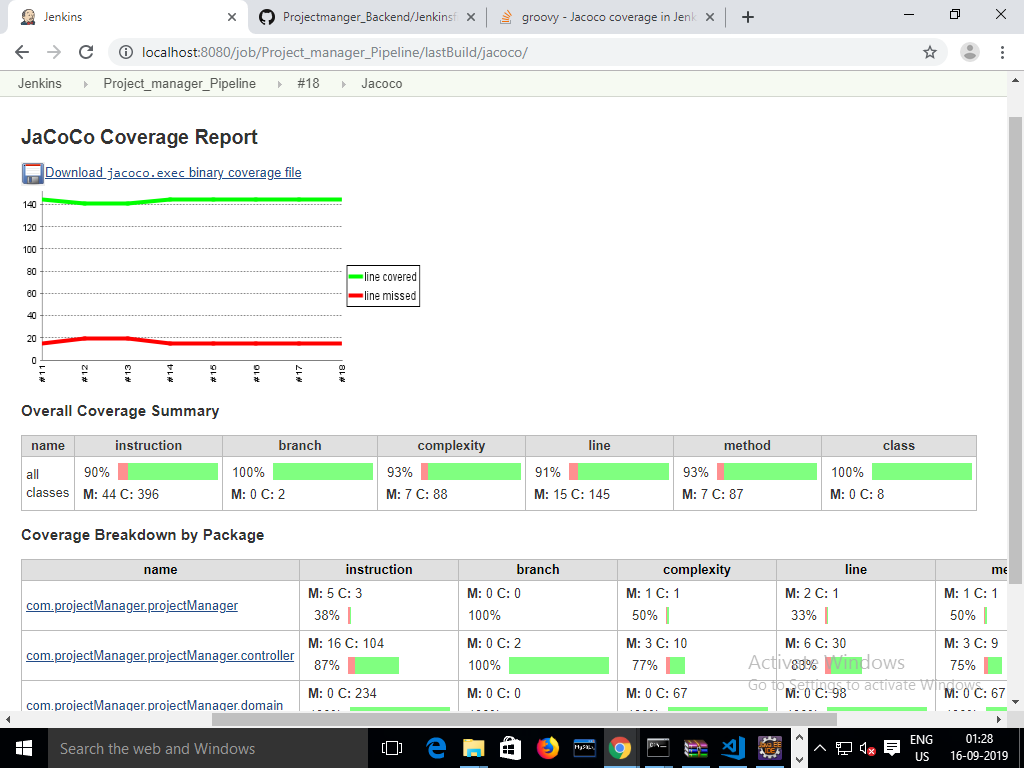 Jenkins
Projectmanger_Backend/Jenkinsf
groovy - Jacoco coverage in Jenk
localhost:8080/job/Project_manager_Pipeline/lastBuild/jacoco/
Jenkins Project_manager_Pipeline #18 Jacoco
JaCoCo Coverage Report
Download jacoco.exec binary coverage file
140
120
100
80
60
40
20
0
#11 #12 #13 #14 #15 #16 #17 #18
line covered
line missed
Overall Coverage Summary
name instruction branch complexity line method class
all classes
90% 100% 93% 91% 93% 100%
M: 44 C: 396 M: 0 C: 2 M: 7 C: 88 M: 15 C: 145 M: 7 C: 87 M: 0 C: 8
Coverage Breakdown by Package
name instruction branch complexity line me
com.projectManager.projectManager
M: 5 C: 3 M: 0 C: 0 M: 1 C: 1 M: 2 C: 1 M: 1 C: 1
38% 100% 50% 33% 50%
com.projectManager.projectManager.controller
M: 16 C: 104 M: 0 C: 2 M: 3 C: 10 M: 6 C: 30 M: 3 C: 9
87% 100% 77% 83% 75%
com.projectManager.projectManager.domain
M: 0 C: 234 M: 0 C: 0 M: 0 C: 67 M: 0 C: 98 M: 0 C: 67
Activate Windows
Go to Settings to activate Windows.
Search the web and Windows
MySQL
ENG
US
01:28
16-09-2019